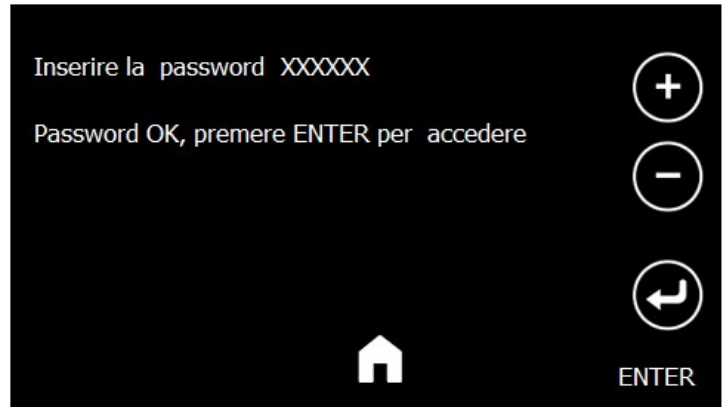 Inserire la password XXXXXX
Password OK, premere ENTER per accedere
ENTER